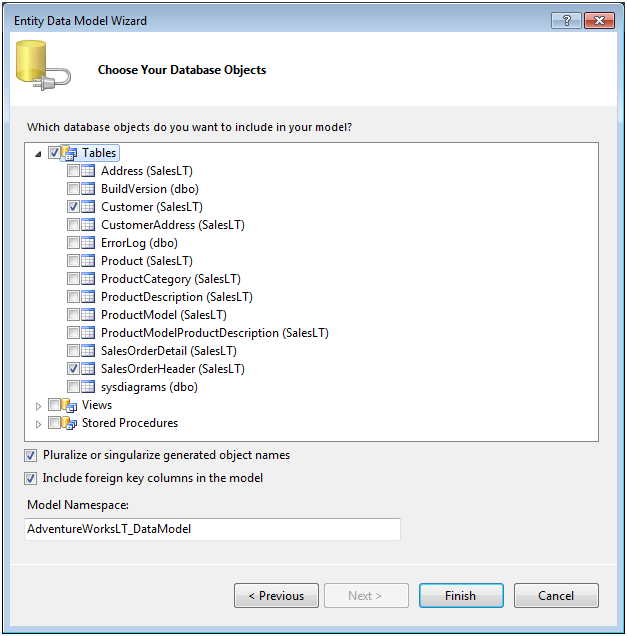 Entity Data Model Wizard
Choose Your Database Objects
Which database objects do you want to include in your model?
Tables
Address (SalesLT)
BuildVersion (dbo)
Customer (SalesLT)
CustomerAddress (SalesLT)
ErrorLog (dbo)
Product (SalesLT)
ProductCategory (SalesLT)
ProductDescription (SalesLT)
ProductModel (SalesLT)
ProductModelProductDescription (SalesLT)
SalesOrderDetail (SalesLT)
SalesOrderHeader (SalesLT)
sysdiagrams (dbo)
Views
Stored Procedures
Pluralize or singularize generated object names
Include foreign key columns in the model
Model Namespace:
AdventureWorksLT_DataModel
< Previous Next > Finish Cancel